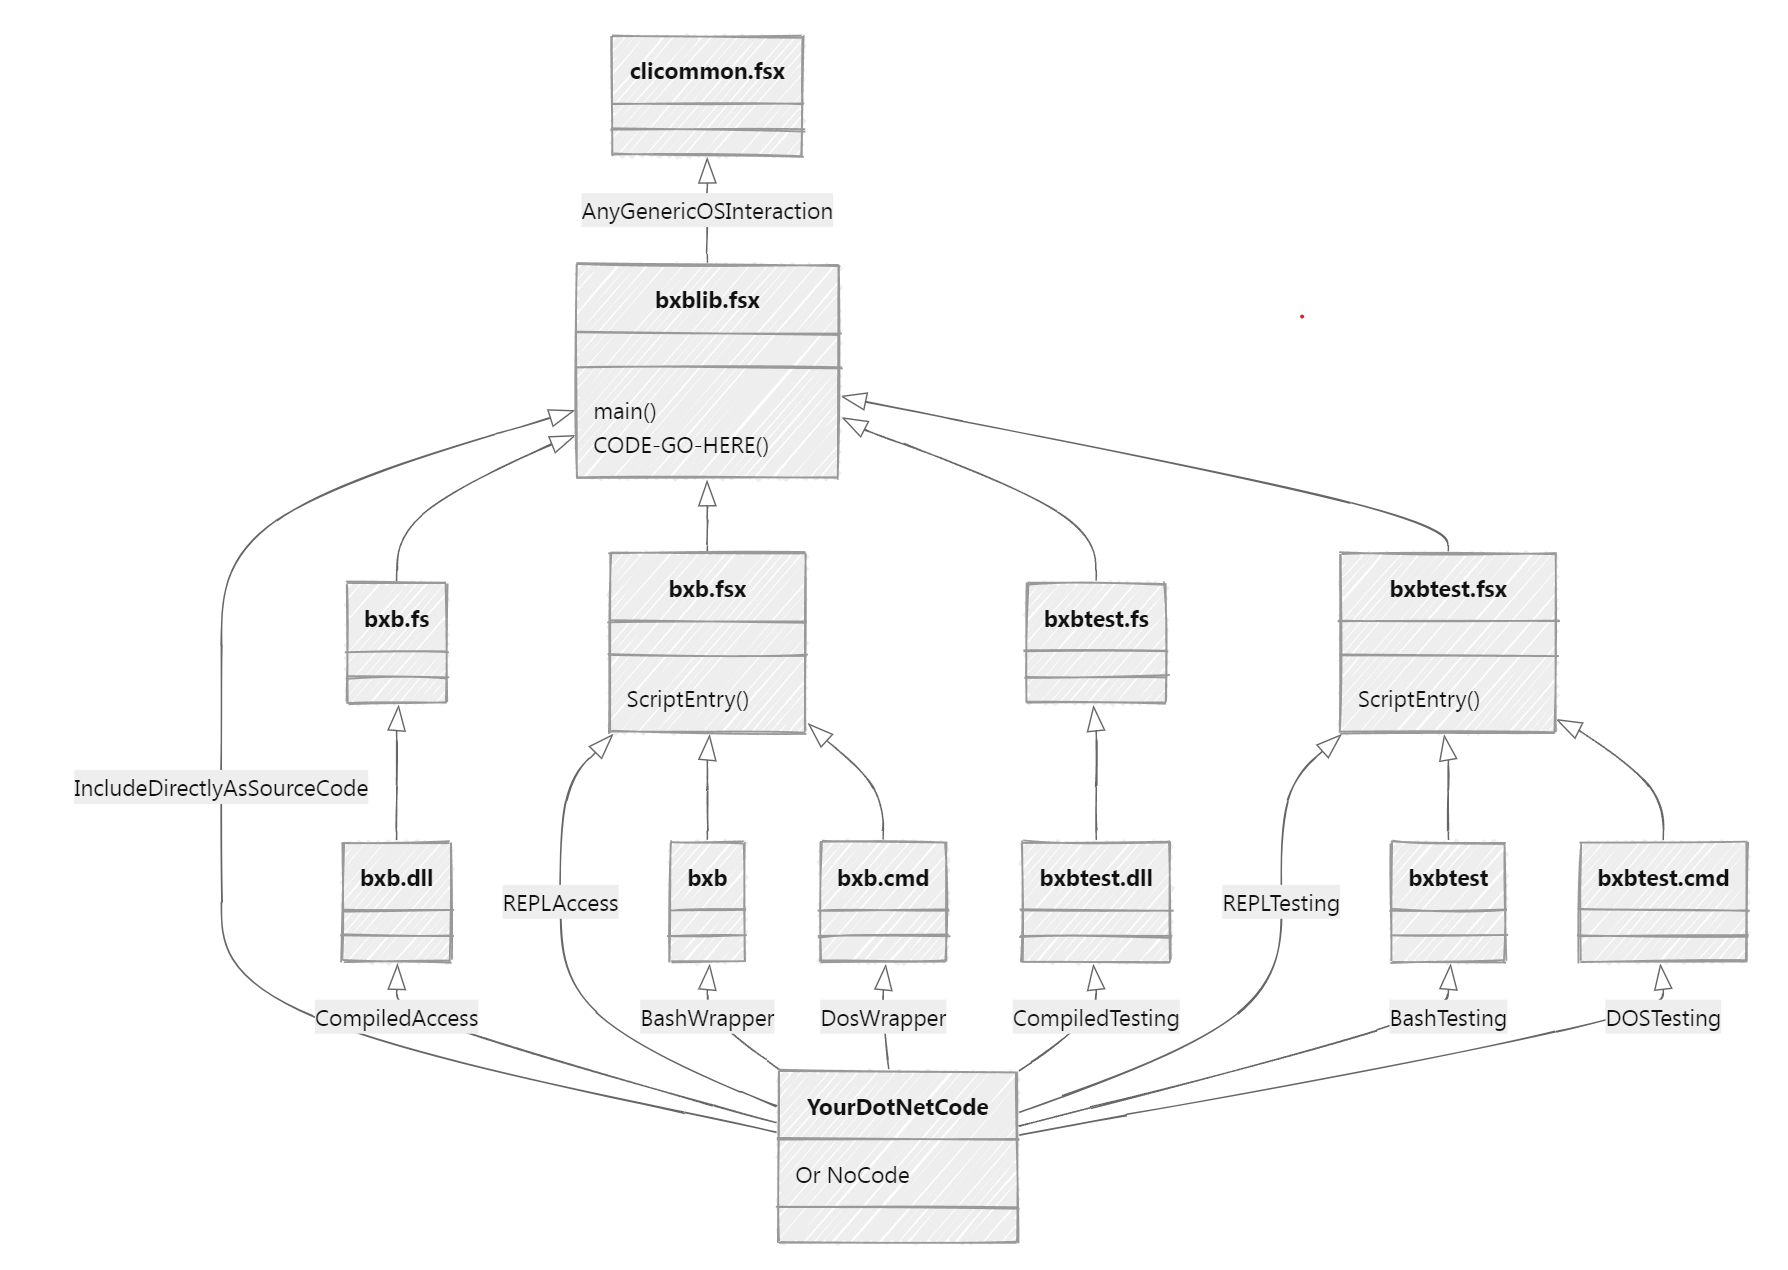 clicommon.fsx
AnyGenericOSInteraction
bxblib.fsx
main()
CODE-GO-HERE()
bxb.fs
bxb.fsx
ScriptEntry()
bxbtest.fs
bxbtest.fsx
ScriptEntry()
IncludeDirectlyAsSourceCode
bxb.dll
REPLAccess
bxb
bxb.cmd
bxbtest.dll
REPLTesting
bxbtest
bxbtest.cmd
CompiledAccess
BashWrapper
DosWrapper
CompiledTesting
BashTesting
DOSTesting
YourDotNetCode
Or NoCode